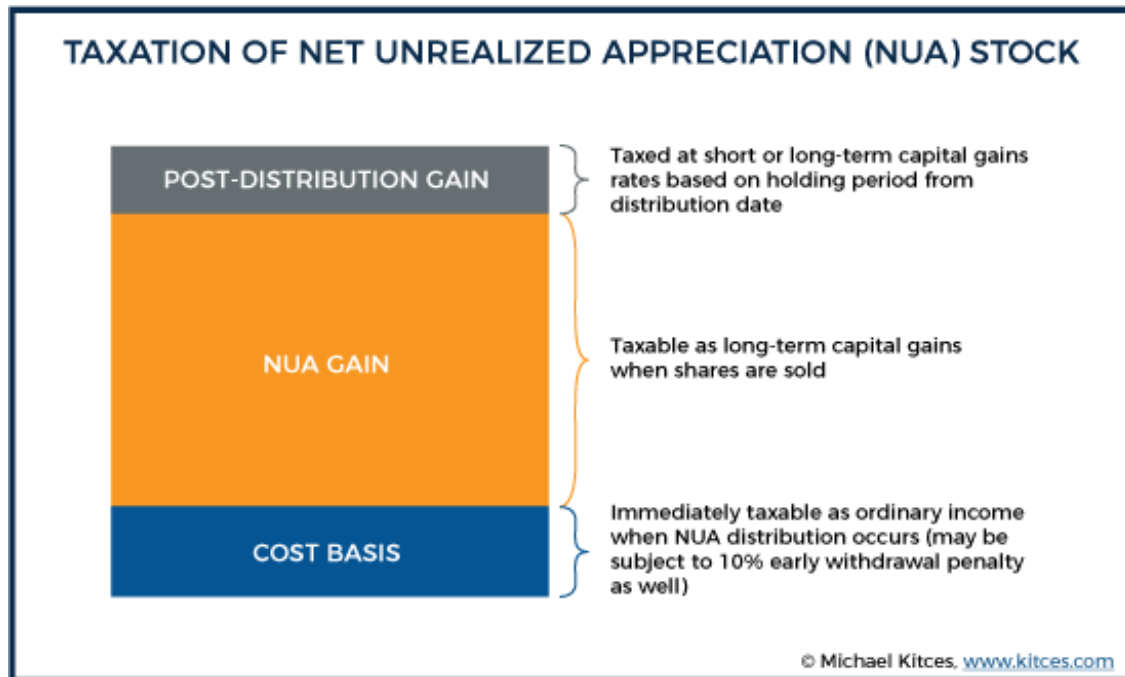 TAXATION OF NET UNREALIZED APPRECIATION (NUA) STOCK
POST-DISTRIBUTION GAIN
Taxed at short or long-term capital gains
rates based on holding period from
distribution date
NUA GAIN
Taxable as long-term capital gains
when shares are sold
COST BASIS
Immediately taxable as ordinary income
when NUA distribution occurs (may be
subject to 10% early withdrawal penalty
as well)
© Michael Kitces, www.kitces.com